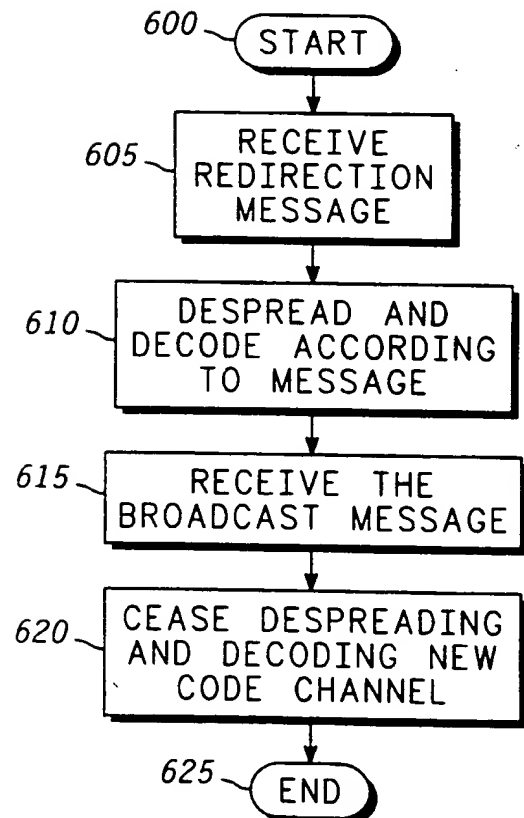 600
START
605
RECEIVE
REDIRECTION
MESSAGE
610
DESPREAD AND
DECODE ACCORDING
TO MESSAGE
615
RECEIVE THE
BROADCAST MESSAGE
620
CEASE DESPREADING
AND DECODING NEW
CODE CHANNEL
625
END